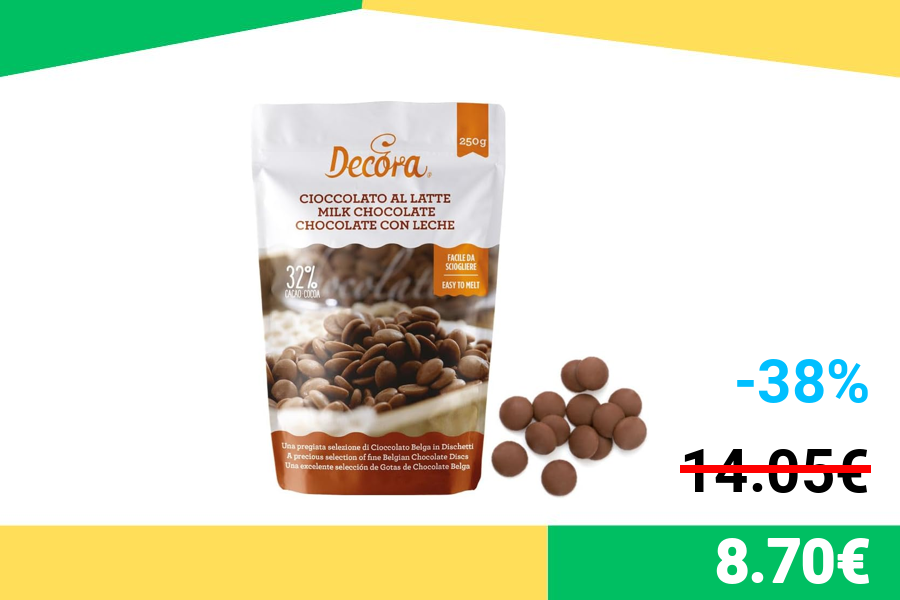 250g
Decora
CIOCCOLATO AL LATTE
MILK CHOCOLATE
CHOCOLATE CON LECHE
FACILE DA
SCIOGLIERE
EASY TO MELT
32%
CACAO COCOA
Una pregiata selezione di Cioccolato Belga in Dischetti
A precious selection of fine Belgian Chocolate Discs
Una excelente selección de Gotas de Chocolate Belga
-38%
14.05€
8.70€